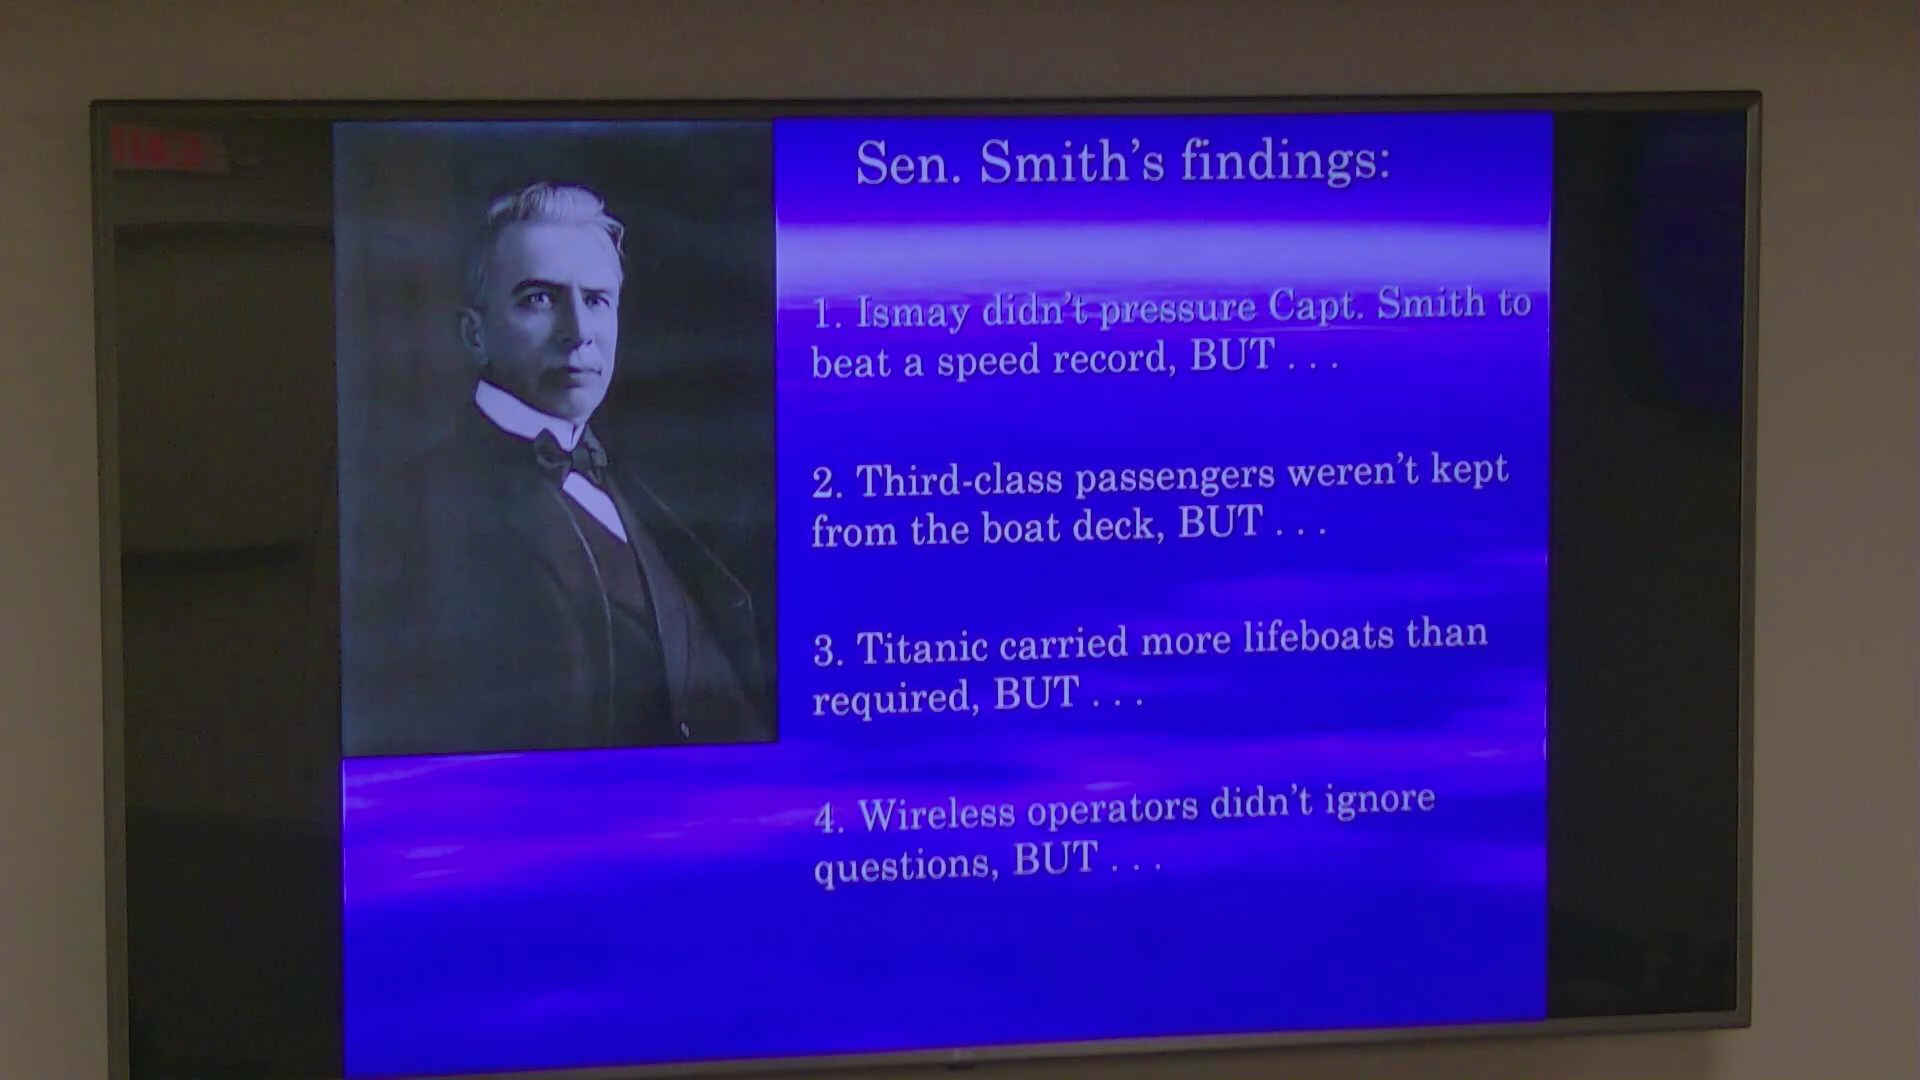 Sen. Smith's findings:
1. Ismay didn't pressure Capt. Smith to
beat a speed record, BUT . . .
2. Third-class passengers weren't kept
from the boat deck, BUT . . .
3. Titanic carried more lifeboats than
required, BUT . . .
4. Wireless operators didn't ignore
questions, BUT . . .